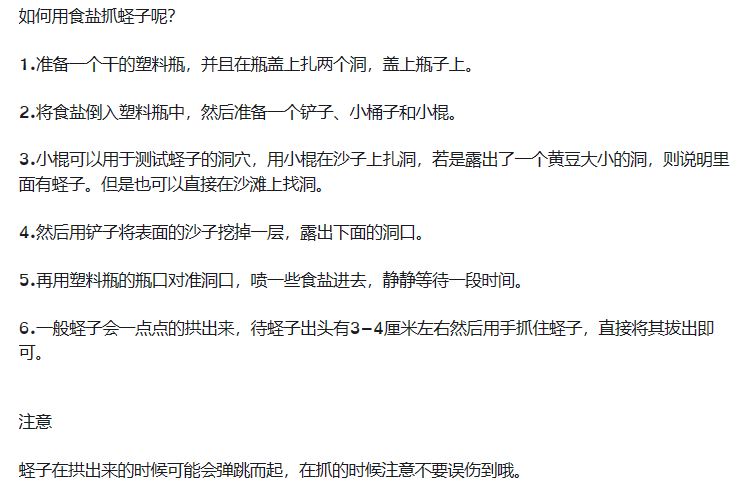 如何用食盐抓蛏子呢？
1.准备一个干的塑料瓶，并且在瓶盖上扎两个洞，盖上瓶子上。
2.将食盐倒入塑料瓶中，然后准备一个铲子、小桶子和小棍。
3.小棍可以用于测试蛏子的洞穴，用小棍在沙子上扎洞，若是露出了一个黄豆大小的洞，则说明里
面有蛏子。但是也可以直接在沙滩上找洞。
4.然后用铲子将表面的沙子挖掉一层，露出下面的洞口。
5.再用塑料瓶的瓶口对准洞口，喷一些食盐进去，静静等待一段时间。
6.一般蛏子会一点点的拱出来，待蛏子出头有3-4厘米左右然后用手抓住蛏子，直接将其拔出即
可。
注意
蛏子在拱出来的时候可能会弹跳而起，在抓的时候注意不要误伤到哦。